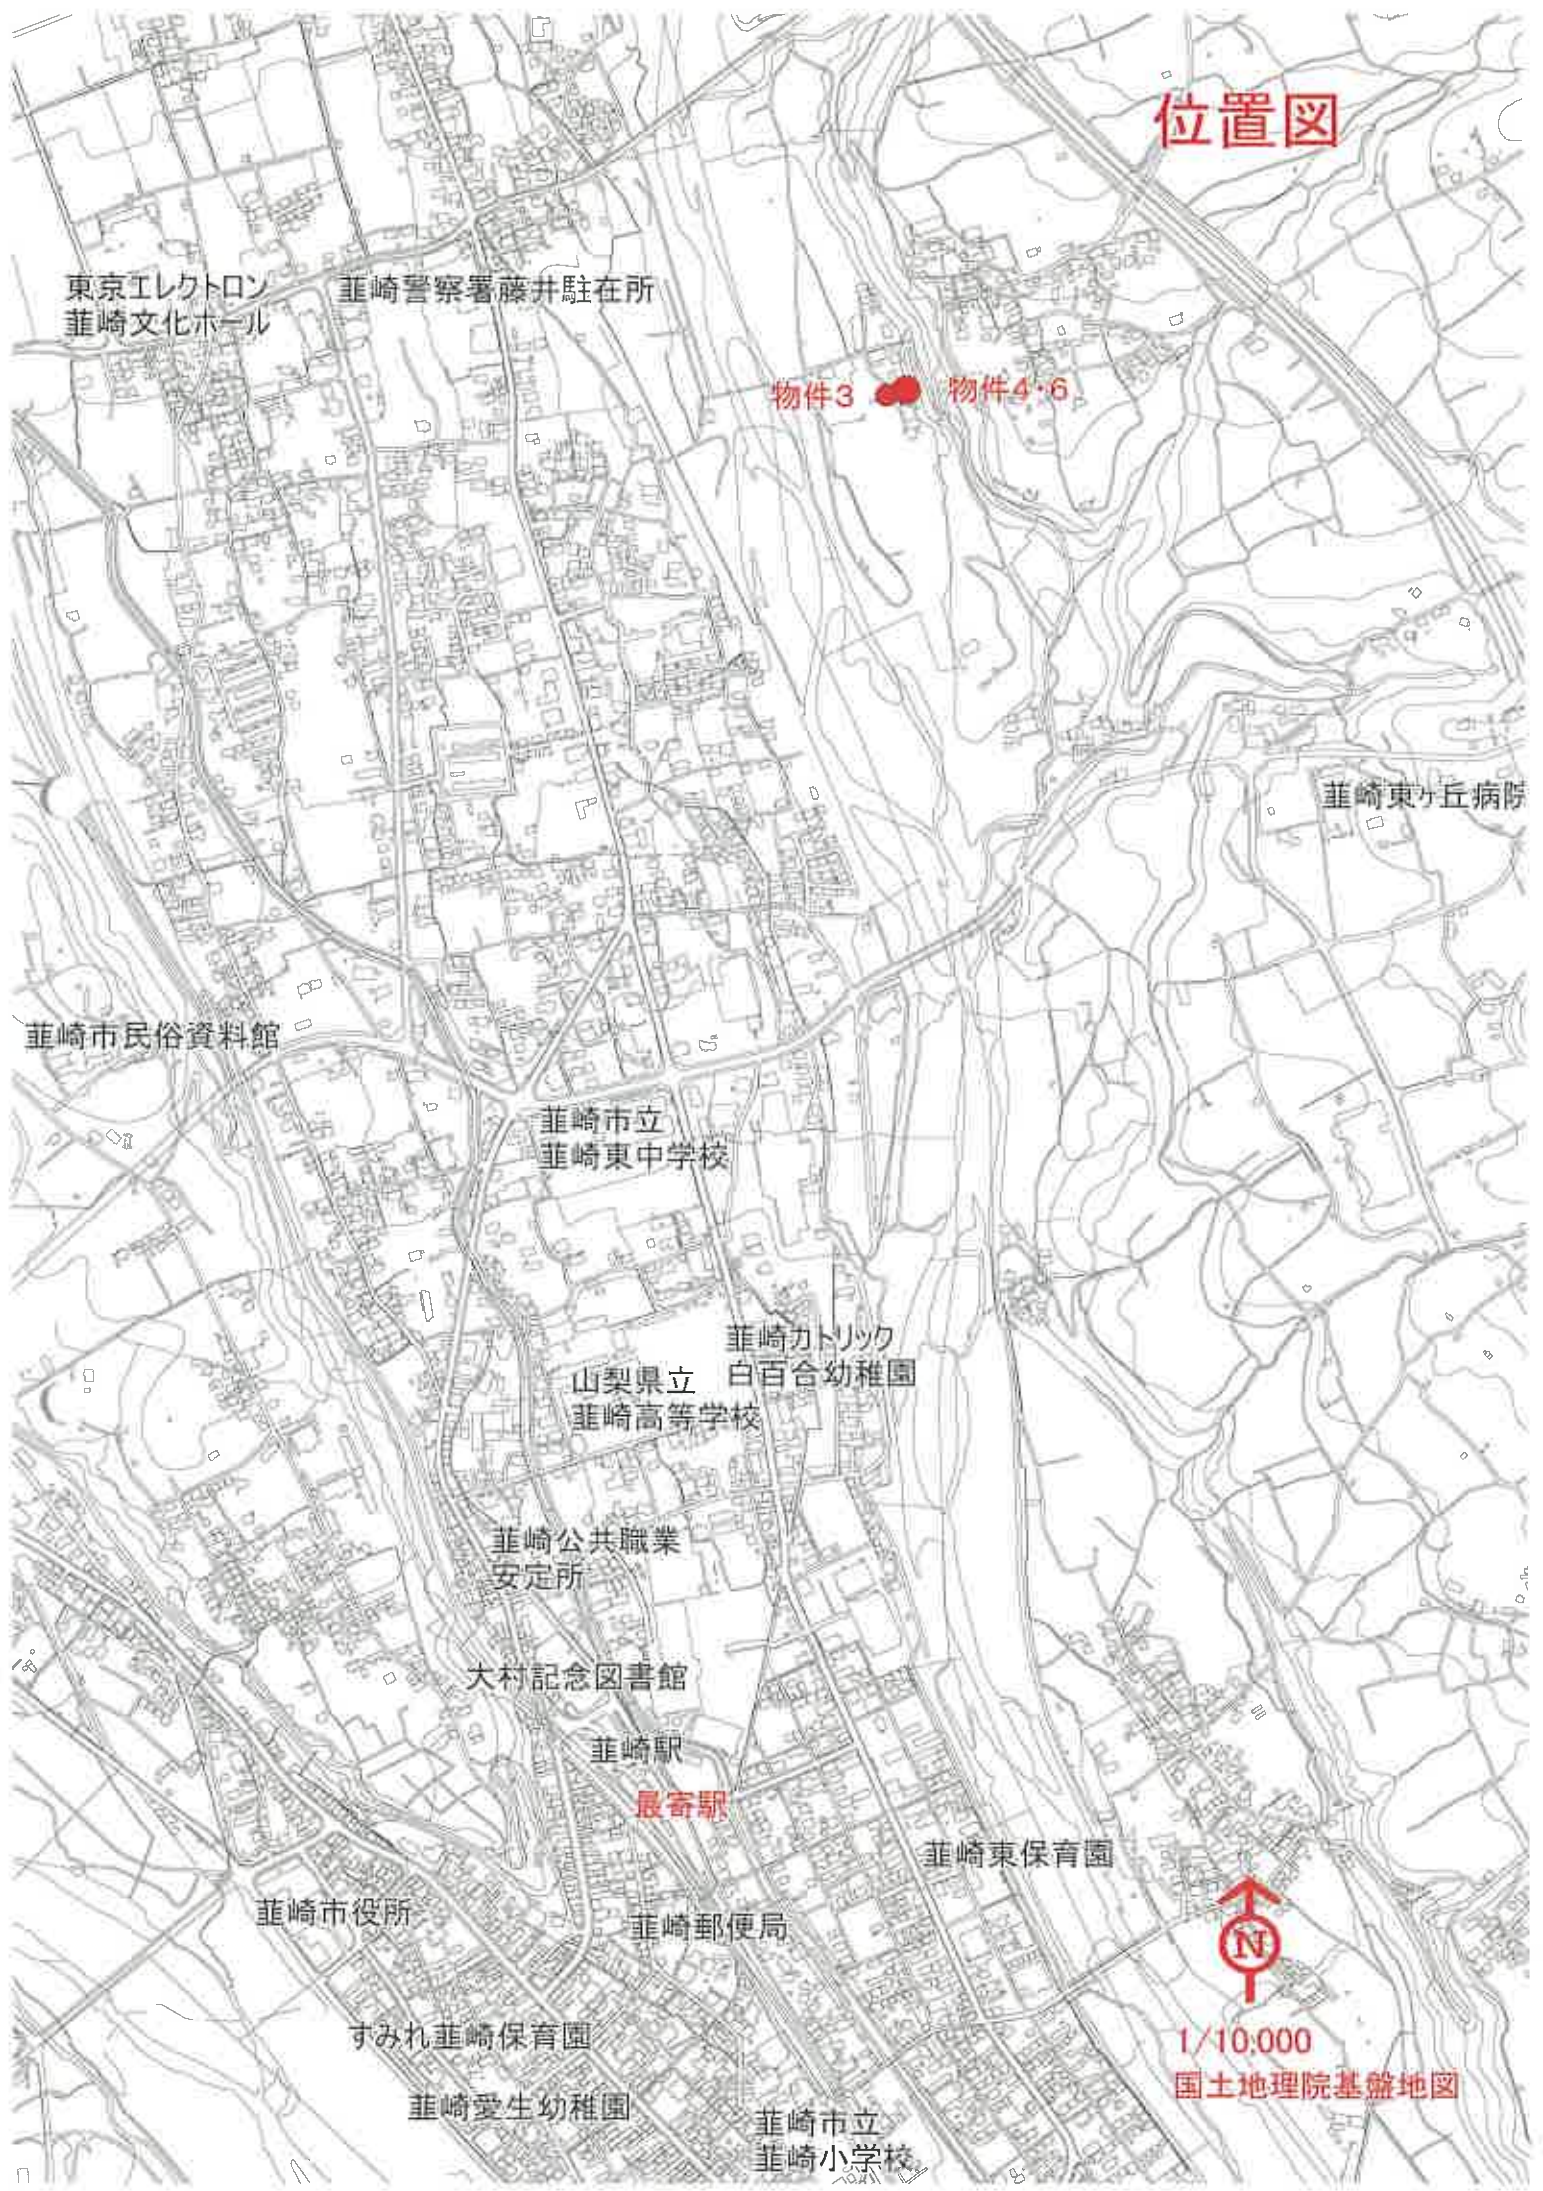 位置図
東京エレクトロン
韮崎文化ホール
韮崎警察署藤井駐在所
物件3
物件4・6
韮崎東ヶ丘病院
韮崎市民俗資料館
韮崎市立
韮崎東中学校
韮崎カトリック
白百合幼稚園
山梨県立
韮崎高等学校
韮崎公共職業
安定所
大村記念図書館
韮崎駅
最寄駅
韮崎東保育園
韮崎市役所
韮崎郵便局
N
すみれ韮崎保育園
1/10,000
国土地理院基盤地図
韮崎愛生幼稚園
韮崎市立
韮崎小学校